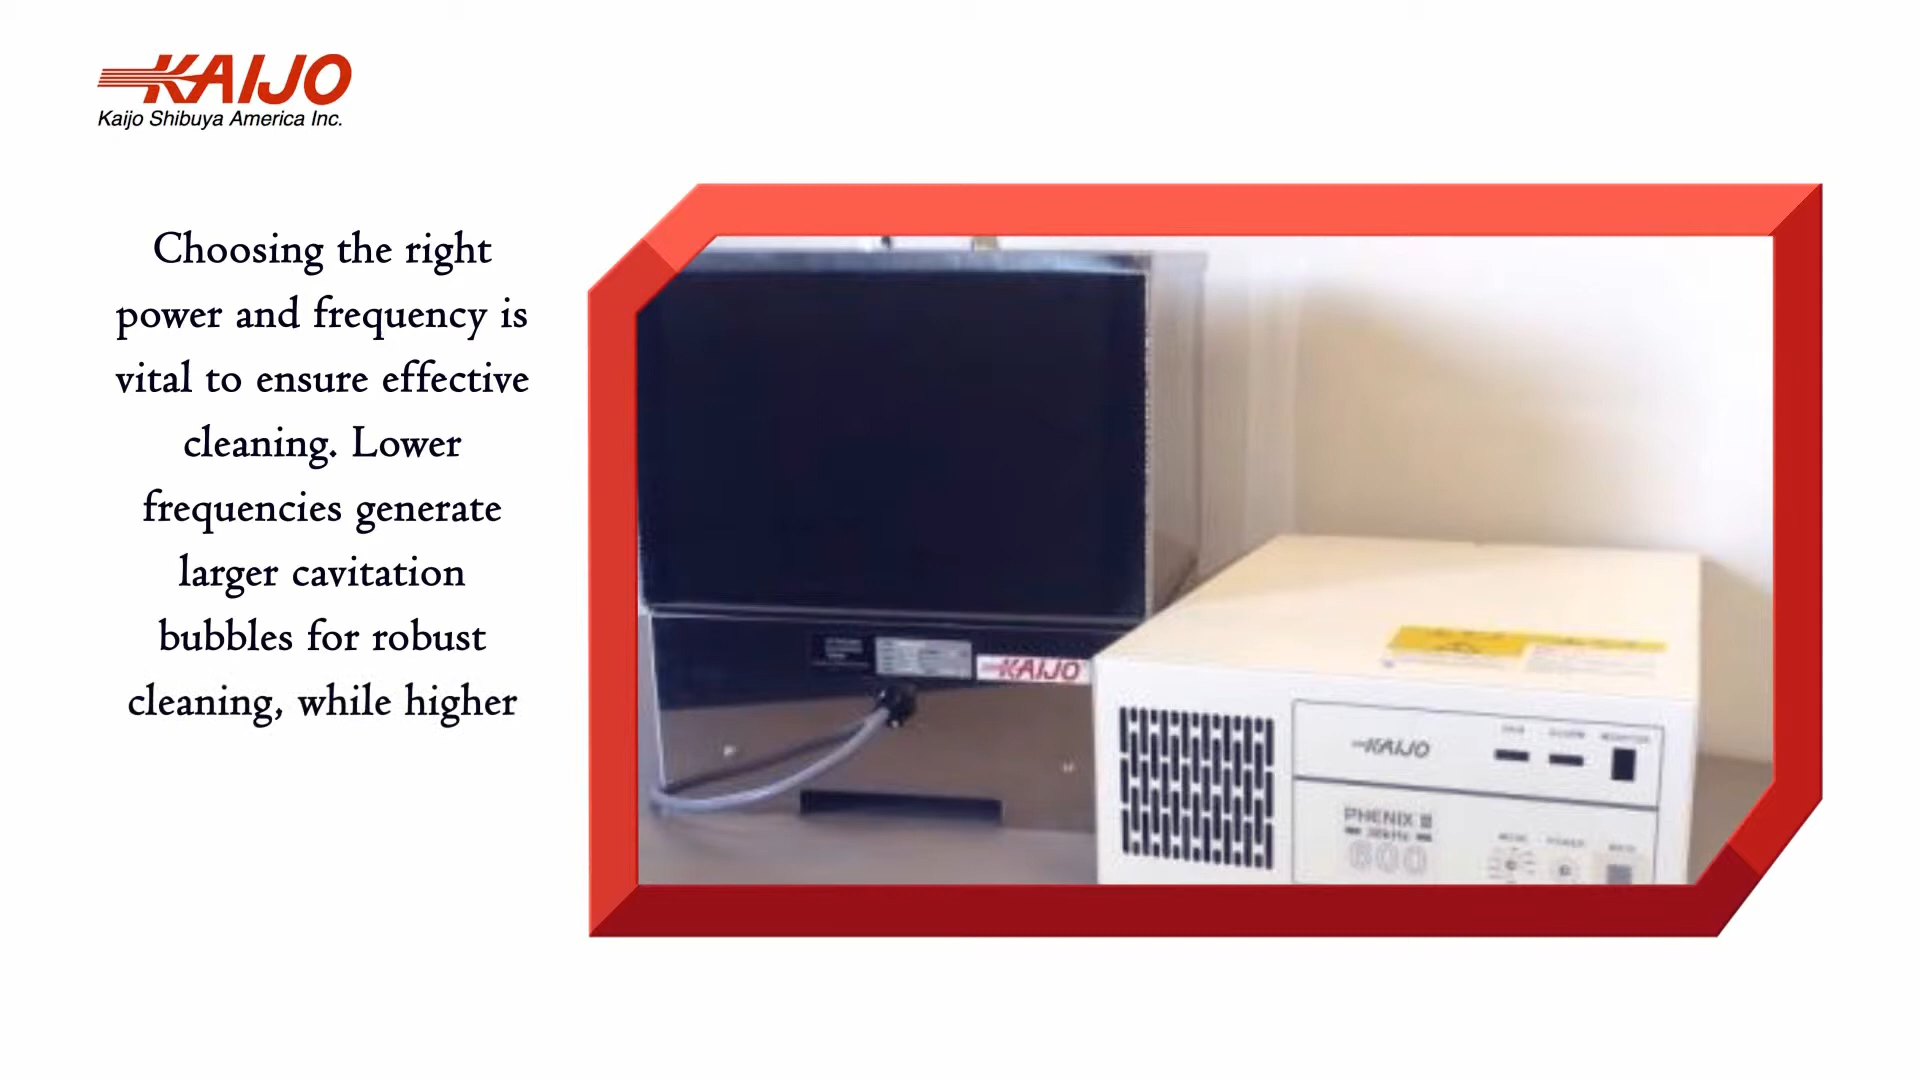 KAIJO
Kaijo Shibuya America Inc.
Choosing the right
power and frequency is
vital to ensure effective
cleaning. Lower
frequencies generate
larger cavitation
bubbles for robust
cleaning, while higher
KAIJO
KAIJO
PHENIX
600
POWER